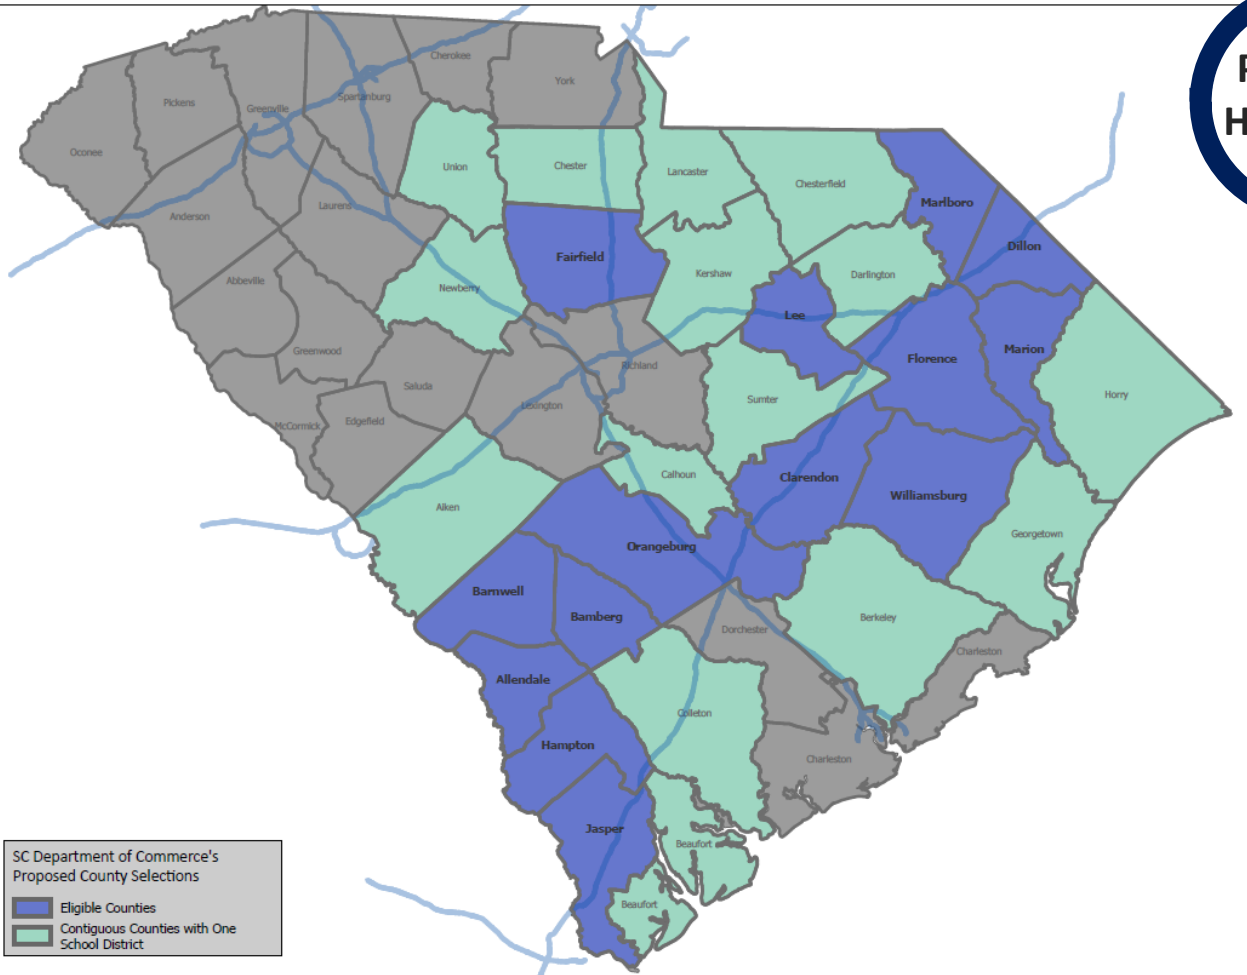 P
H
Cherokee
York
Pickens
Greenville
Spartanburg
Oconee
Union
Chester
Lancaster
Chesterfield
Marlboro
Anderson
Laurens
Dillon
Fairfield
Kershaw
Darlington
Abbeville
Newberry
Lee
Greenwood
Richland
Florence
Marion
Saluda
Lexington
Sumter
Horry
McCormick
Edgefield
Calhoun
Clarendon
Williamsburg
Aiken
Georgetown
Orangeburg
Barnwell
Bamberg
Dorchester
Berkeley
Charleston
Allendale
Colleton
Hampton
Charleston
Jasper
Beaufort
Beaufort
SC Department of Commerce's
Proposed County Selections
Eligible Counties
Contiguous Counties with One
School District